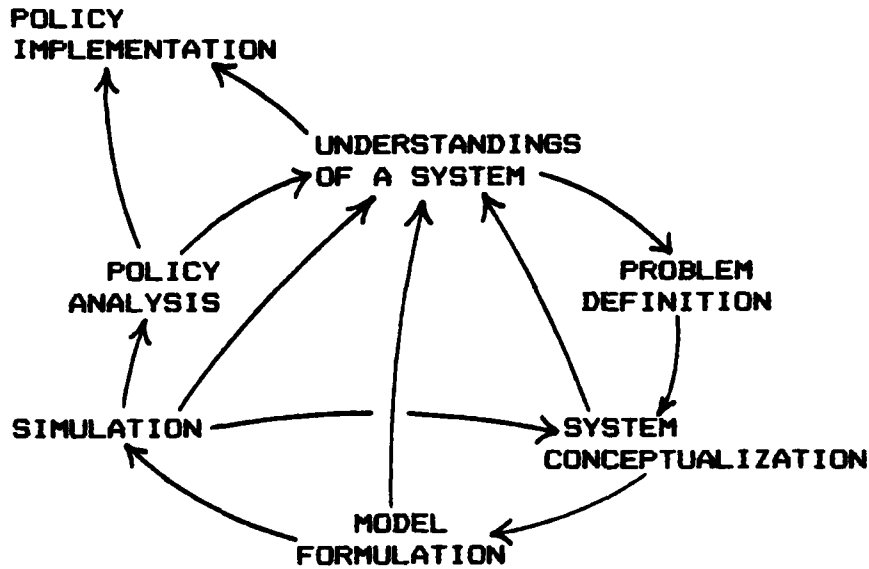 POLICY
IMPLEMENTATION
UNDERSTANDINGS
OF A SYSTEM
POLICY
ANALYSIS
PROBLEM
DEFINITION
SIMULATION
SYSTEM
CONCEPTUALIZATION
MODEL
FORMULATION